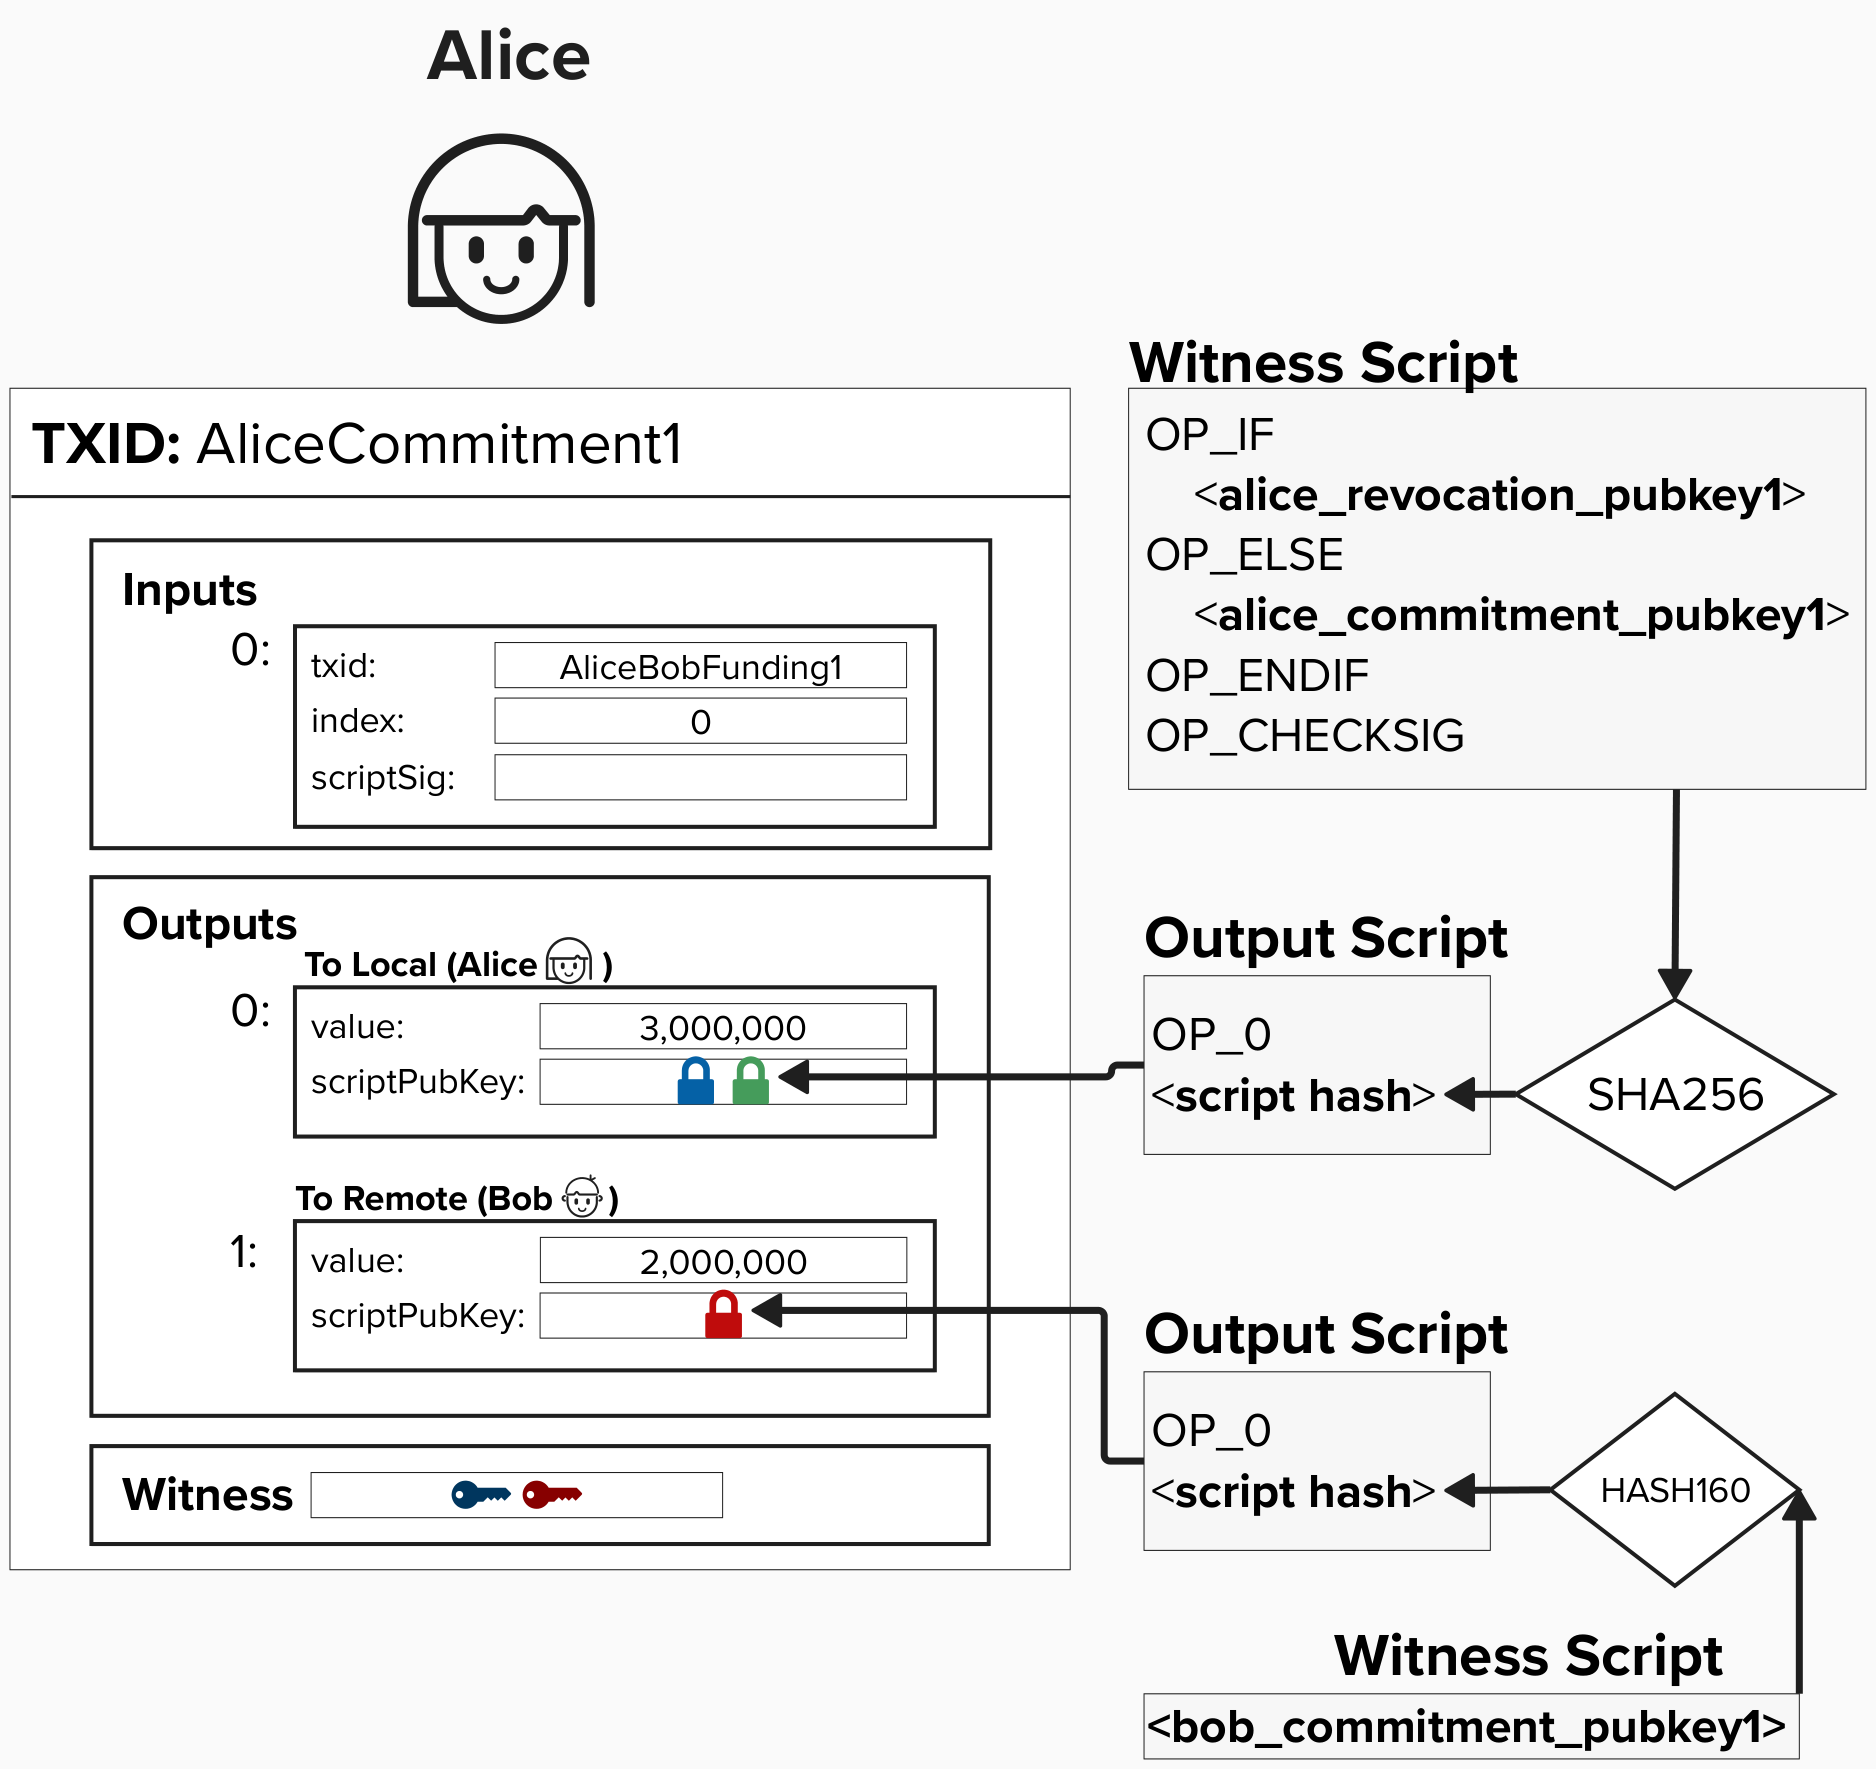 Alice
TXID: AliceCommitment1
Inputs
0:
txid: AliceBobFunding1
index: 0
scriptSig:
Outputs
To Local (Alice )
0:
value: 3,000,000
scriptPubKey:
To Remote (Bob )
1:
value: 2,000,000
scriptPubKey:
Witness
Witness Script
OP_IF
<alice_revocation_pubkey1>
OP_ELSE
<alice_commitment_pubkey1>
OP_ENDIF
OP_CHECKSIG
Output Script
OP_0
<script hash>
SHA256
Output Script
OP_0
<script hash>
HASH160
Witness Script
<bob_commitment_pubkey1>